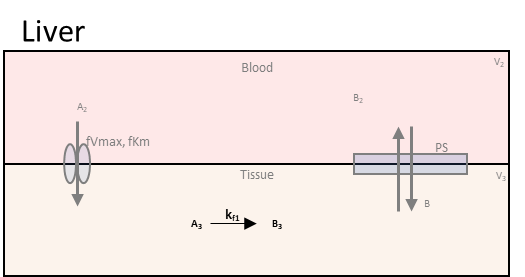 Liver
Blood
V2
B2
A2
fVmax, fKm
PS
Tissue
V3
B
A3 kf1 B3